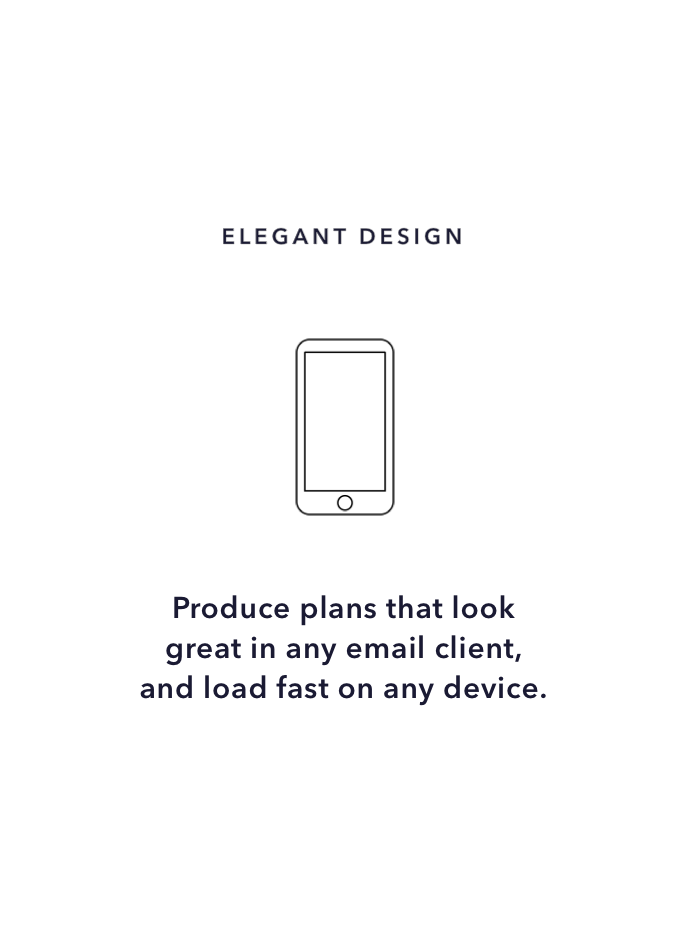 ELEGANT DESIGN
Produce plans that look
great in any email client,
and load fast on any device.